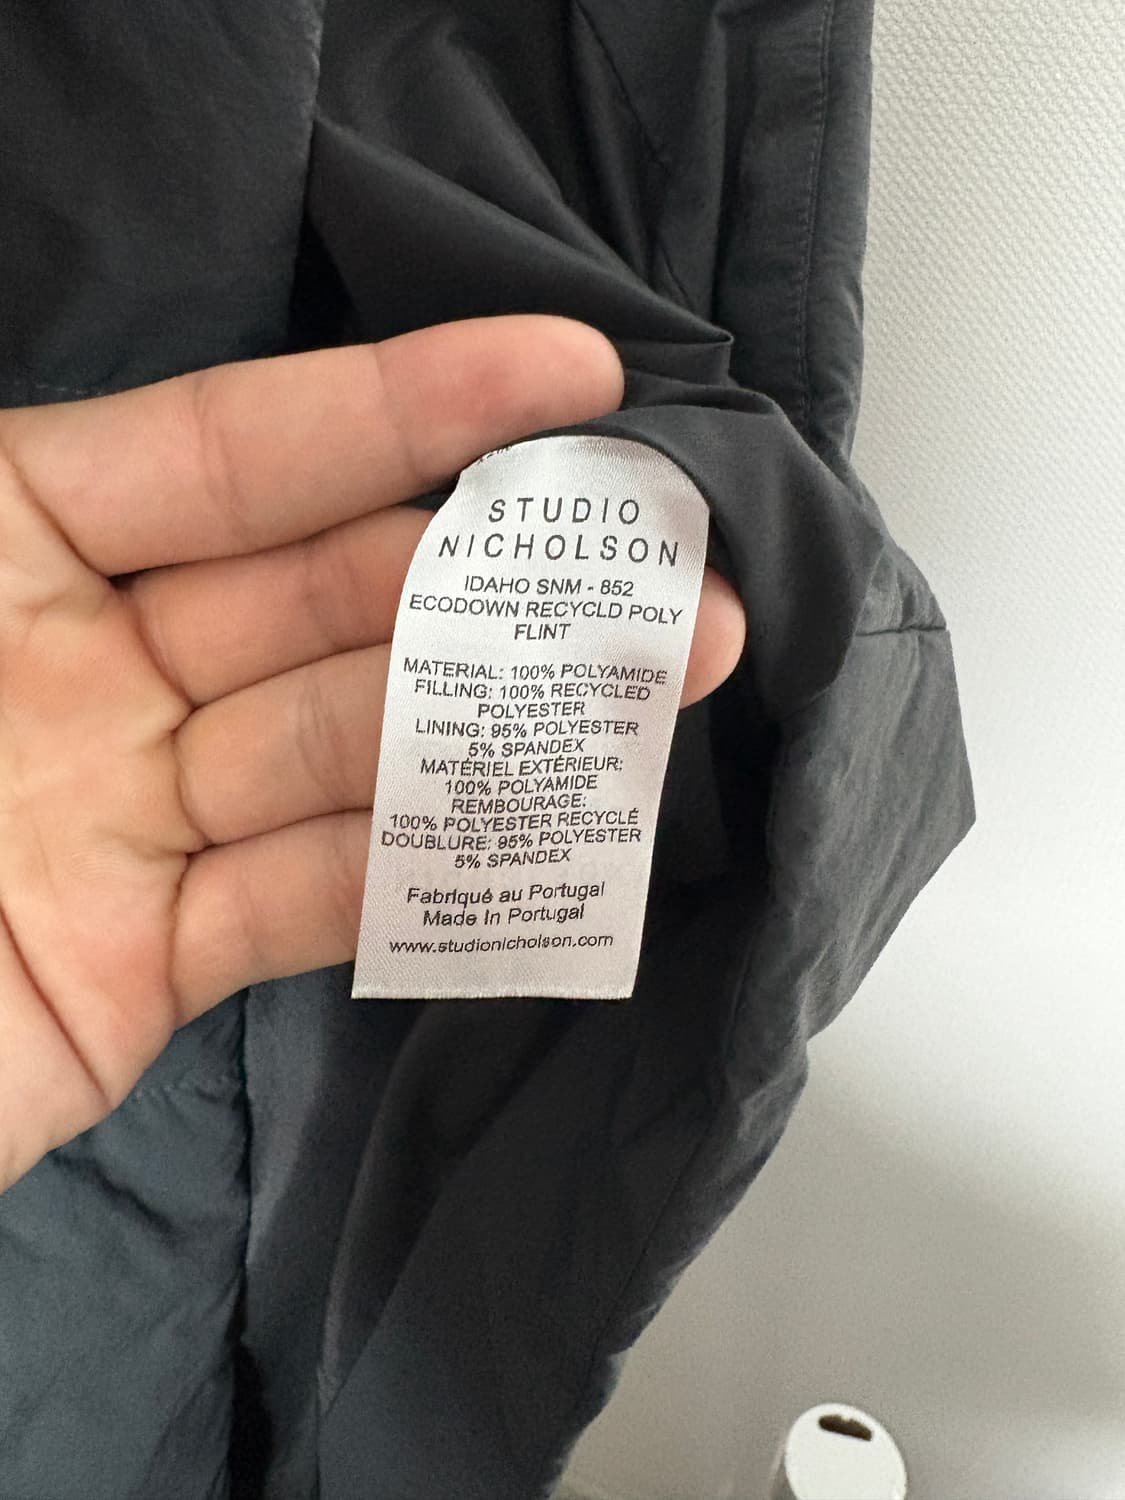 STUDIO
NICHOLSON
IDAHO SNM - 852
ECODOWN RECYCLD POLY
FLINT
MATERIAL: 100% POLYAMIDE
FILLING: 100% RECYCLED
POLYESTER
LINING: 95% POLYESTER
5% SPANDEX
MATÉRIEL EXTÉRIEUR:
100% POLYAMIDE
REMBOURAGE:
100% POLYESTER RECYCLÉ
DOUBLURE: 95% POLYESTER
5% SPANDEX
Fabriqué au Portugal
Made In Portugal
www.studionicholson.com